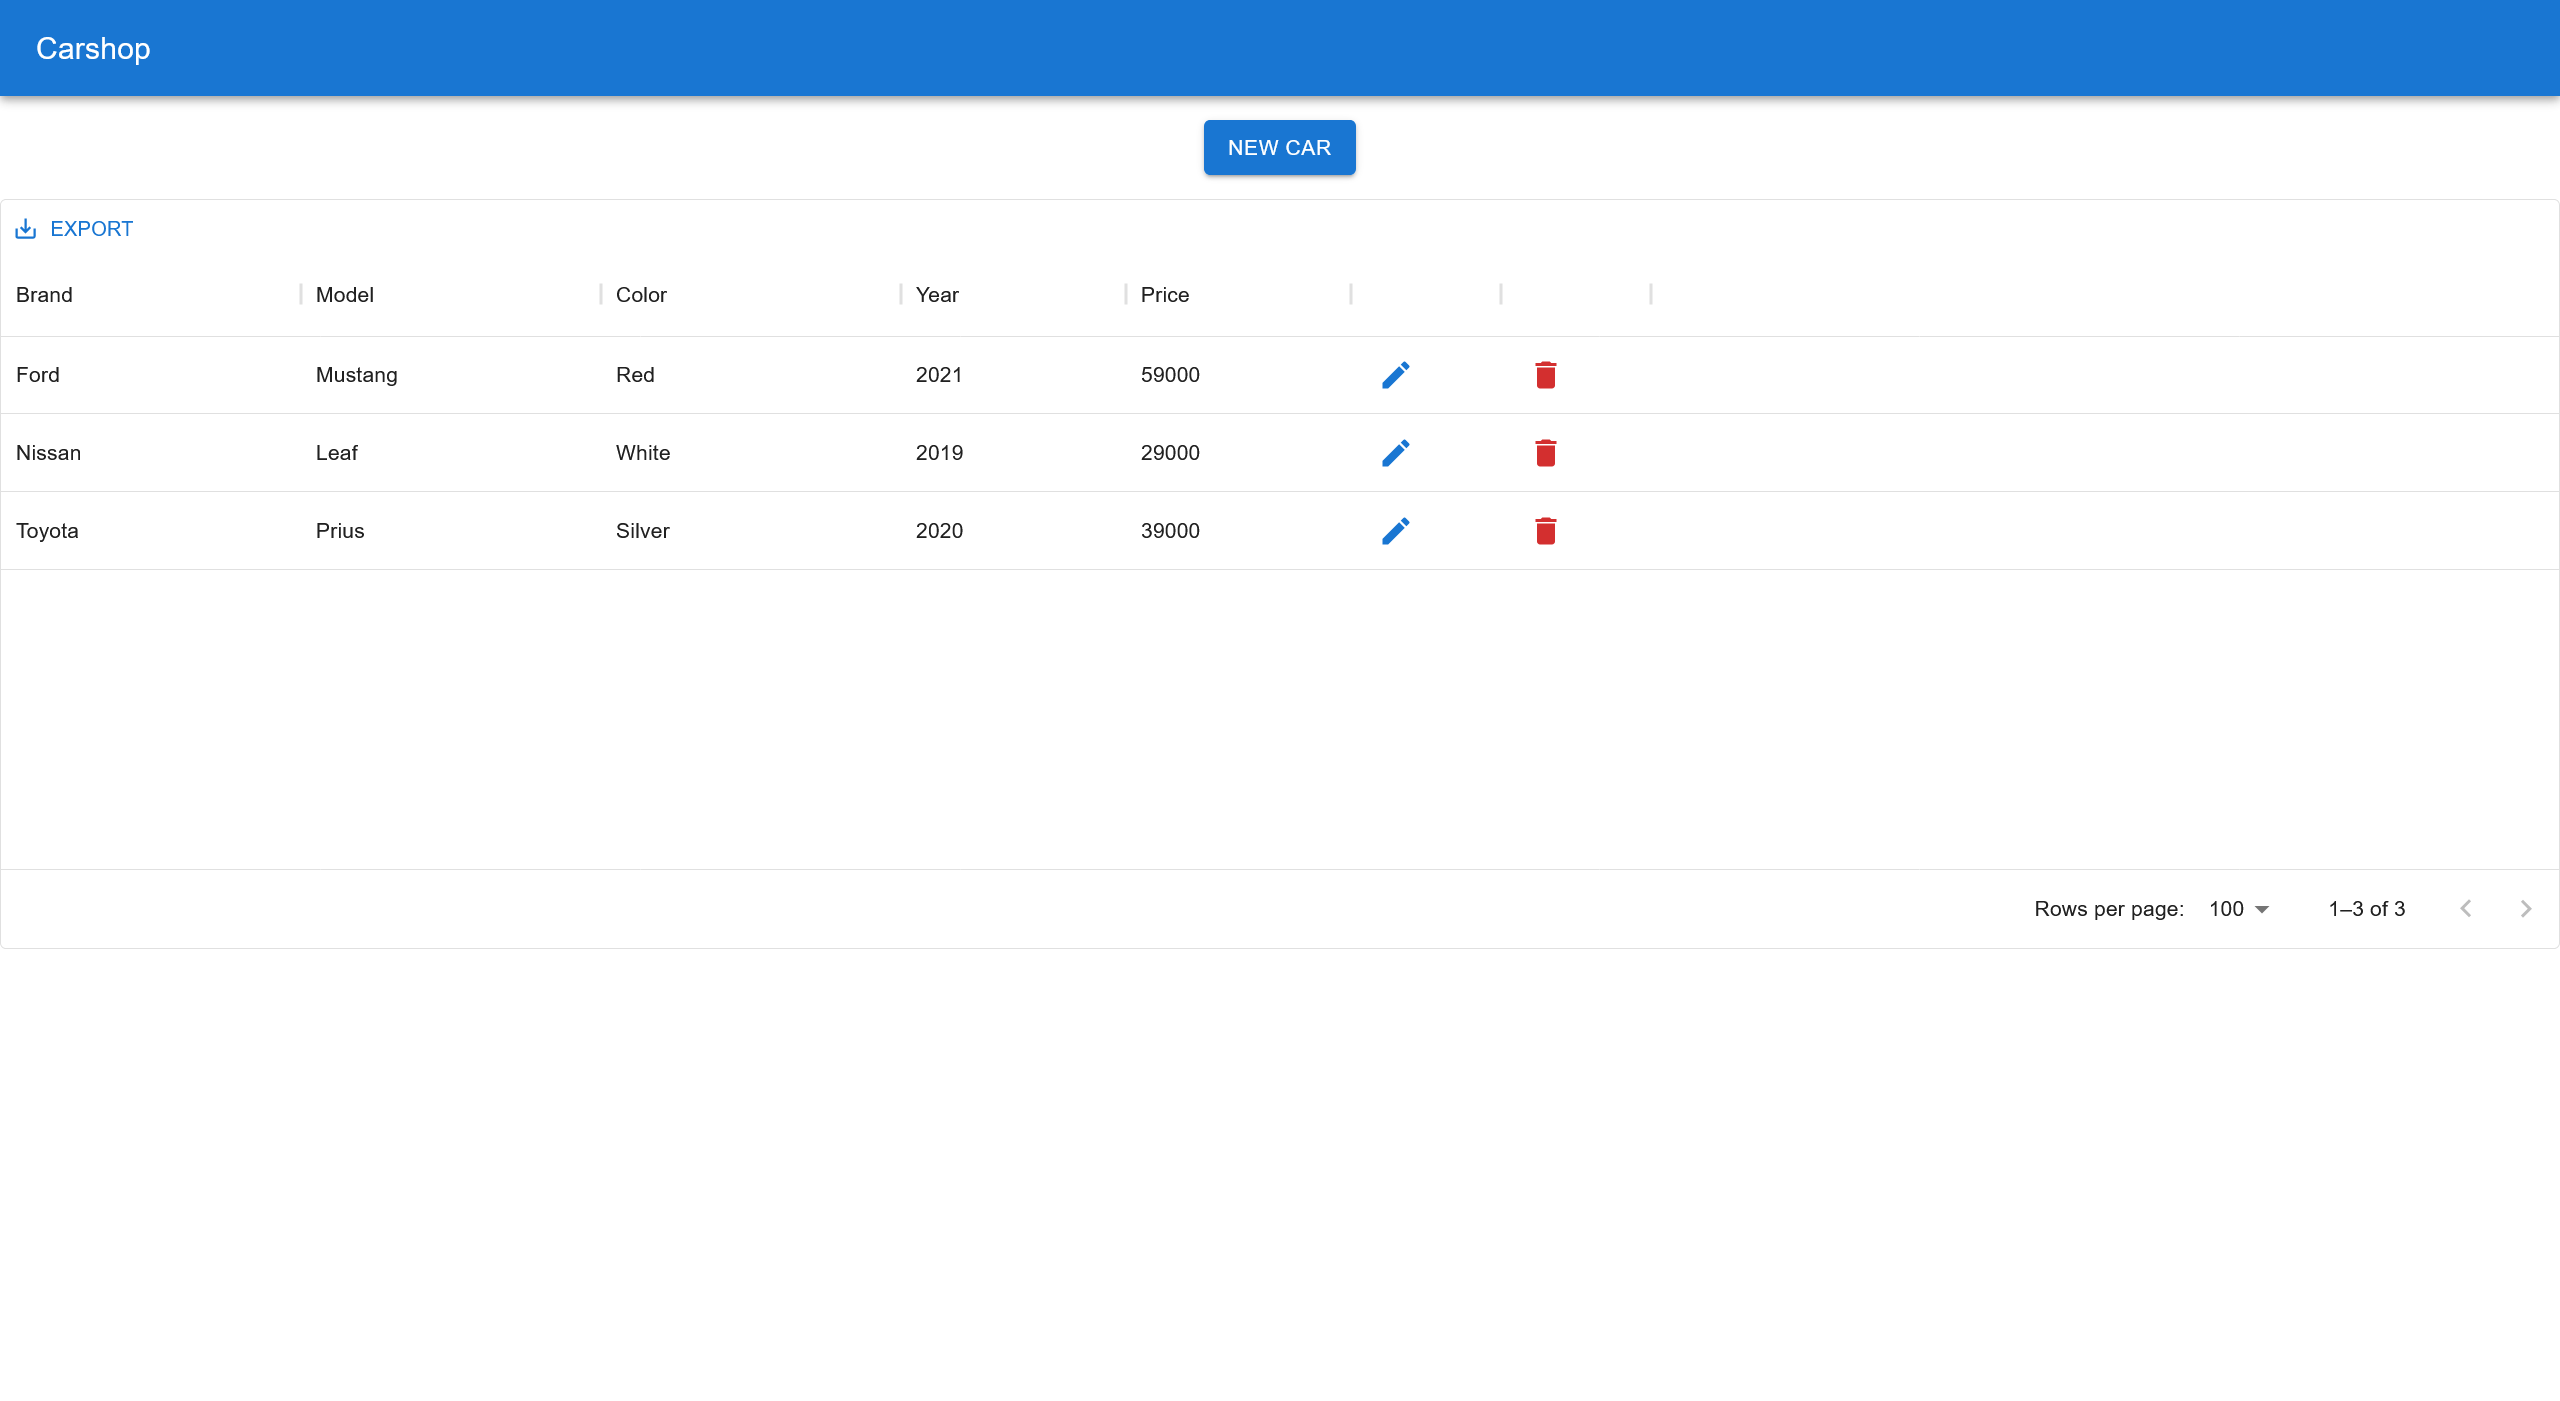 Carshop
NEW CAR
EXPORT
Brand Model Color Year Price
Ford Mustang Red 2021 59000
Nissan Leaf White 2019 29000
Toyota Prius Silver 2020 39000
Rows per page: 100 1–3 of 3